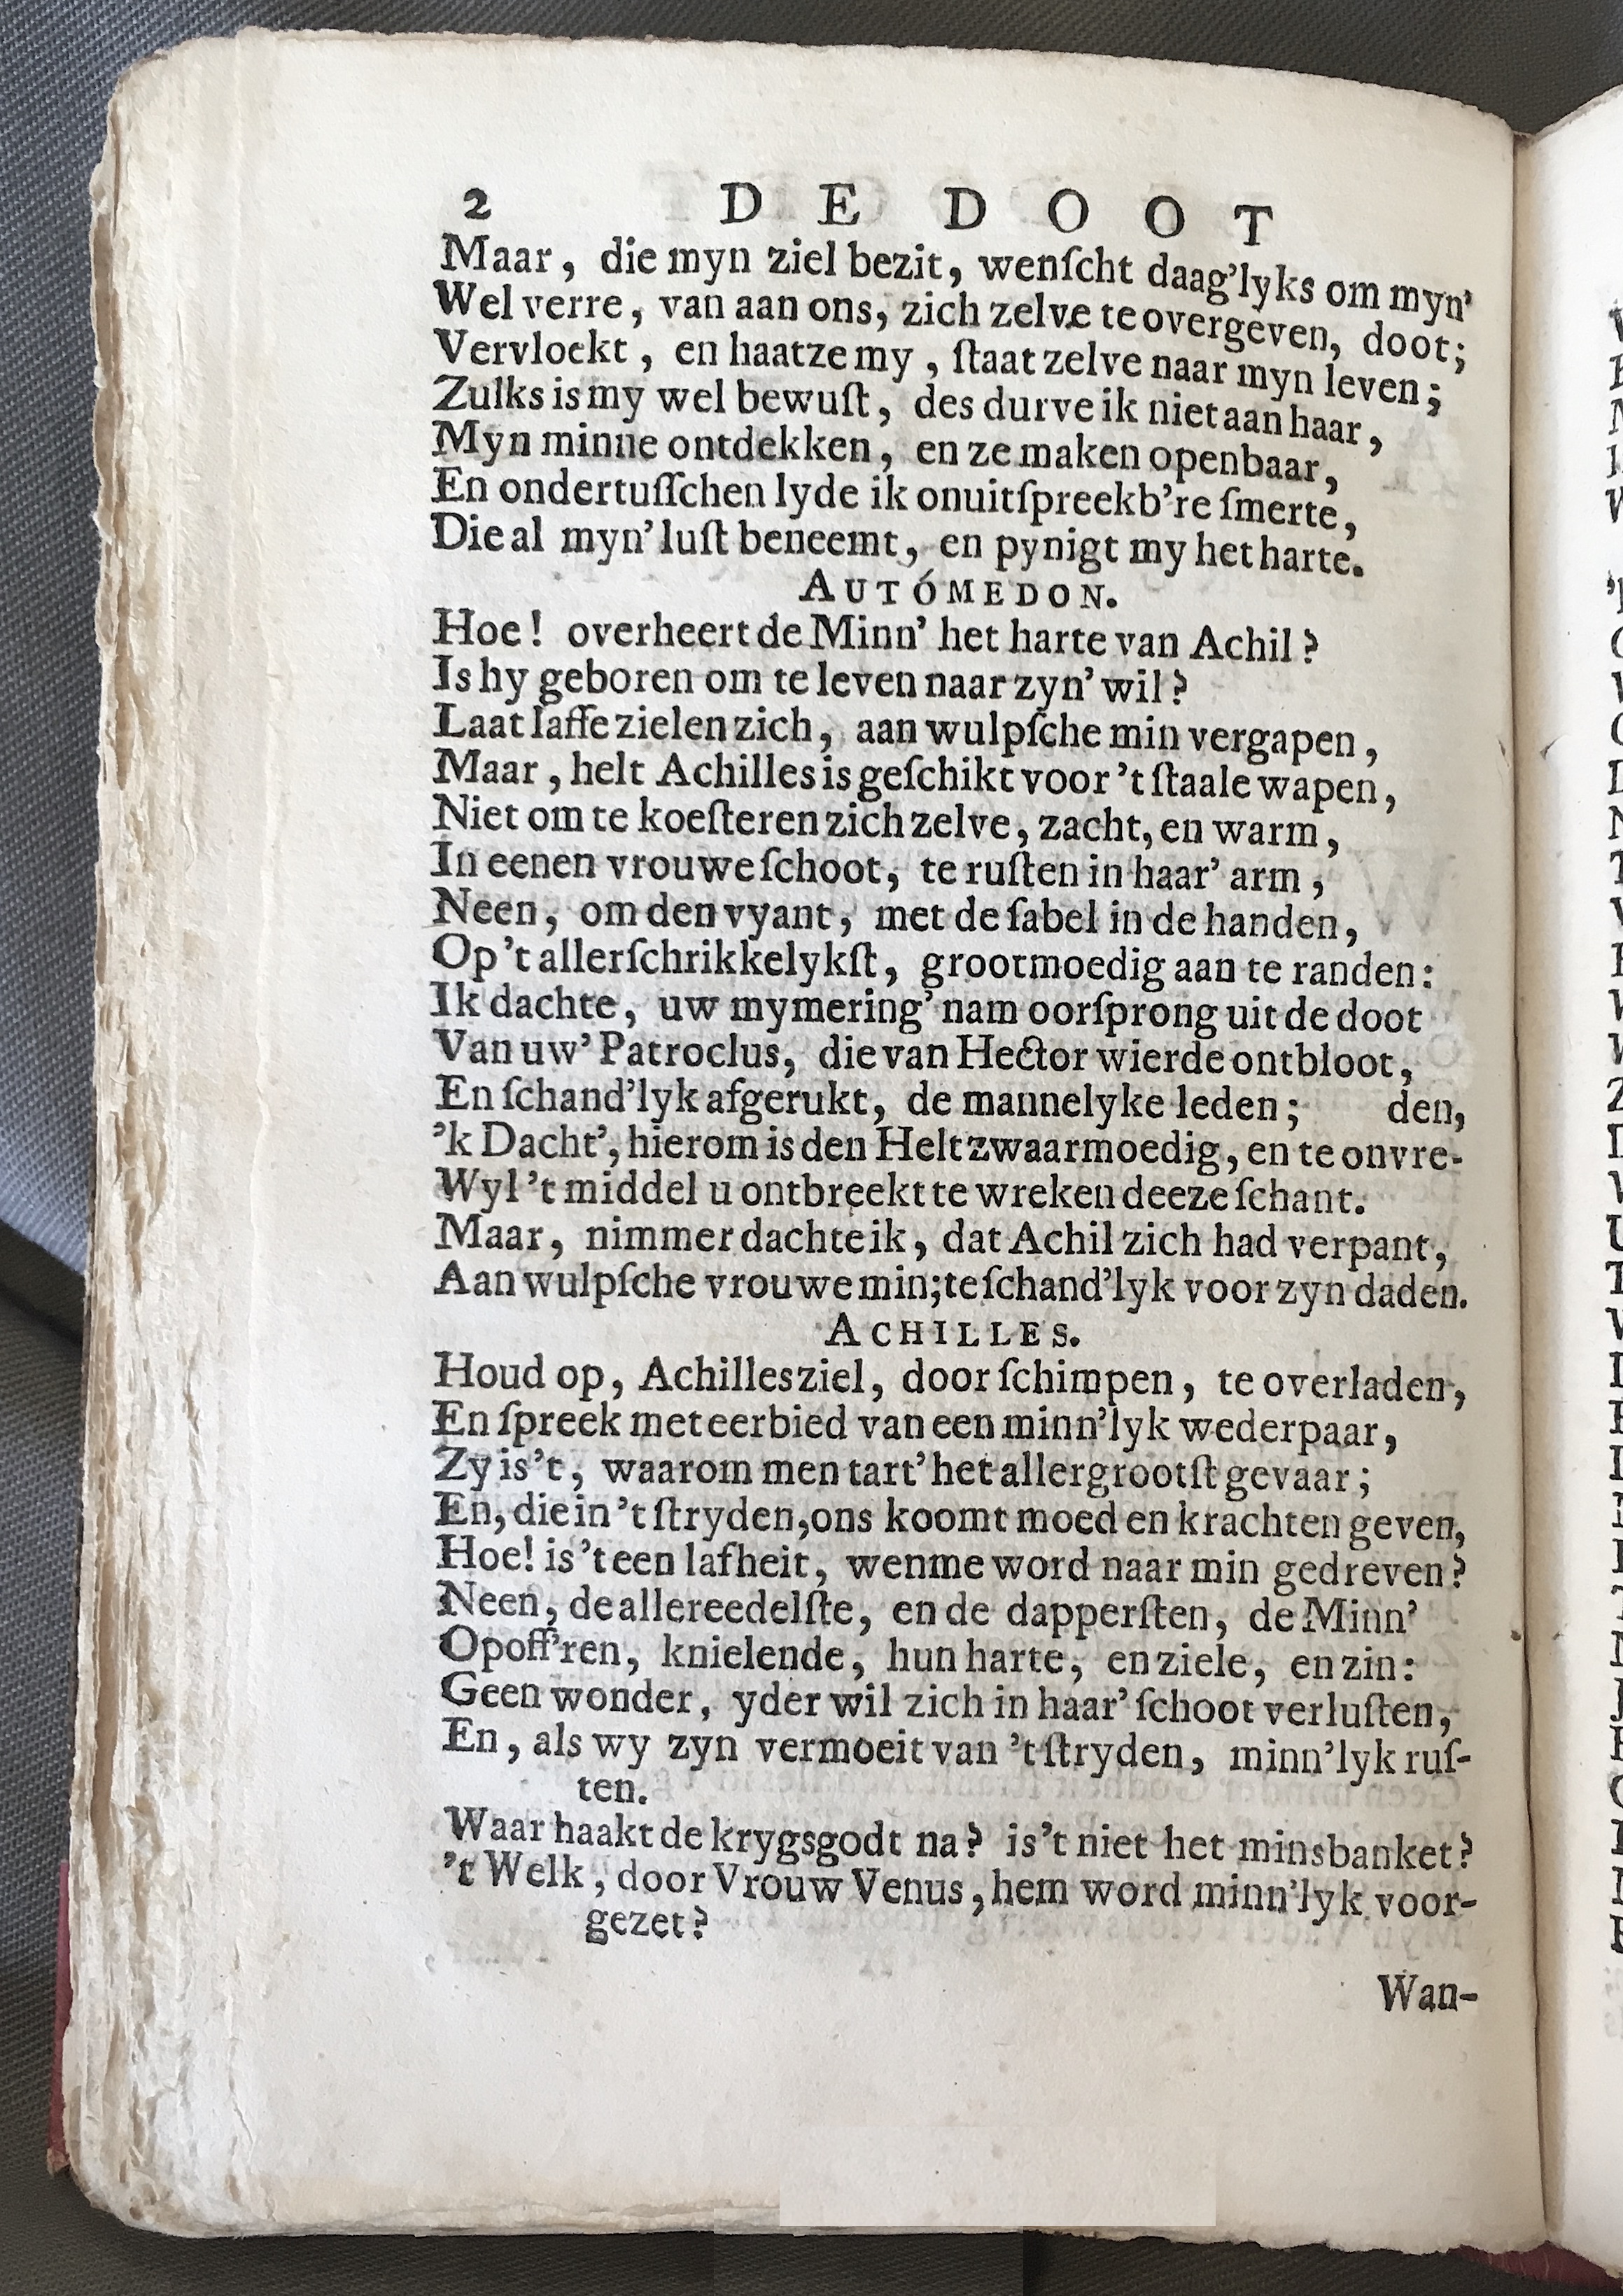 2 DE DOOT
Maar, die myn ziel bezit, wenſcht daag'lyks om myn'
Wel verre, van aan ons, zich zelve te overgeven, doot;
Vervloekt, en haatze my, ſtaat zelve naar myn leven;
Zulks is my wel bewuſt, des durve ik niet aan haar,
Myn minne ontdekken, en ze maken openbaar,
En ondertuſſchen lyde ik onuitſpreekb're ſmerte,
Die al myn' luſt beneemt, en pynigt my het harte.
AUTÓMEDON.
Hoe! overheert de Minn' het harte van Achil?
Is hy geboren om te leven naar zyn' wil?
Laat laffe zielen zich, aan wulpſche min vergapen,
Maar, helt Achilles is geſchikt voor 't ſtaale wapen,
Niet om te koeſteren zich zelve, zacht, en warm,
In eenen vrouwe ſchoot, te ruſten in haar' arm,
Neen, om den vyant, met de ſabel in de handen,
Op 't allerſchrikkelykſt, grootmoedig aan te randen:
Ik dachte, uw mymering' nam oorſprong uit de doot
Van uw' Patroclus, die van Hector wierde ontbloot,
En ſchand'lyk afgerukt, de mannelyke leden; den,
'k Dacht', hierom is den Helt zwaarmoedig, en te onvre-
Wyl 't middel u ontbreekt te wreken deeze ſchant.
Maar, nimmer dachte ik, dat Achil zich had verpant,
Aan wulpſche vrouwe min; te ſchand'lyk voor zyn daden.
ACHILLES.
Houd op, Achilles ziel, door ſchimpen, te overladen,
En ſpreek met eerbied van een minn'lyk wederpaar,
Zy is 't, waarom men tart' het allergrootſt gevaar;
En, die in 't ſtryden, ons koomt moed en krachten geven,
Hoe! is 't een lafheit, wenme word naar min gedreven?
Neen, de allereedelſte, en de dapperſten, de Minn'
Opoff'ren, knielende, hun harte, en ziele, en zin:
Geen wonder, yder wil zich in haar' ſchoot verluſten,
En, als wy zyn vermoeit van 't ſtryden, minn'lyk ruſ-
ten.
Waar haakt de krygsgodt na? is 't niet het minsbanket?
't Welk, door Vrouw Venus, hem word minn'lyk voor-
gezet?
Wan-